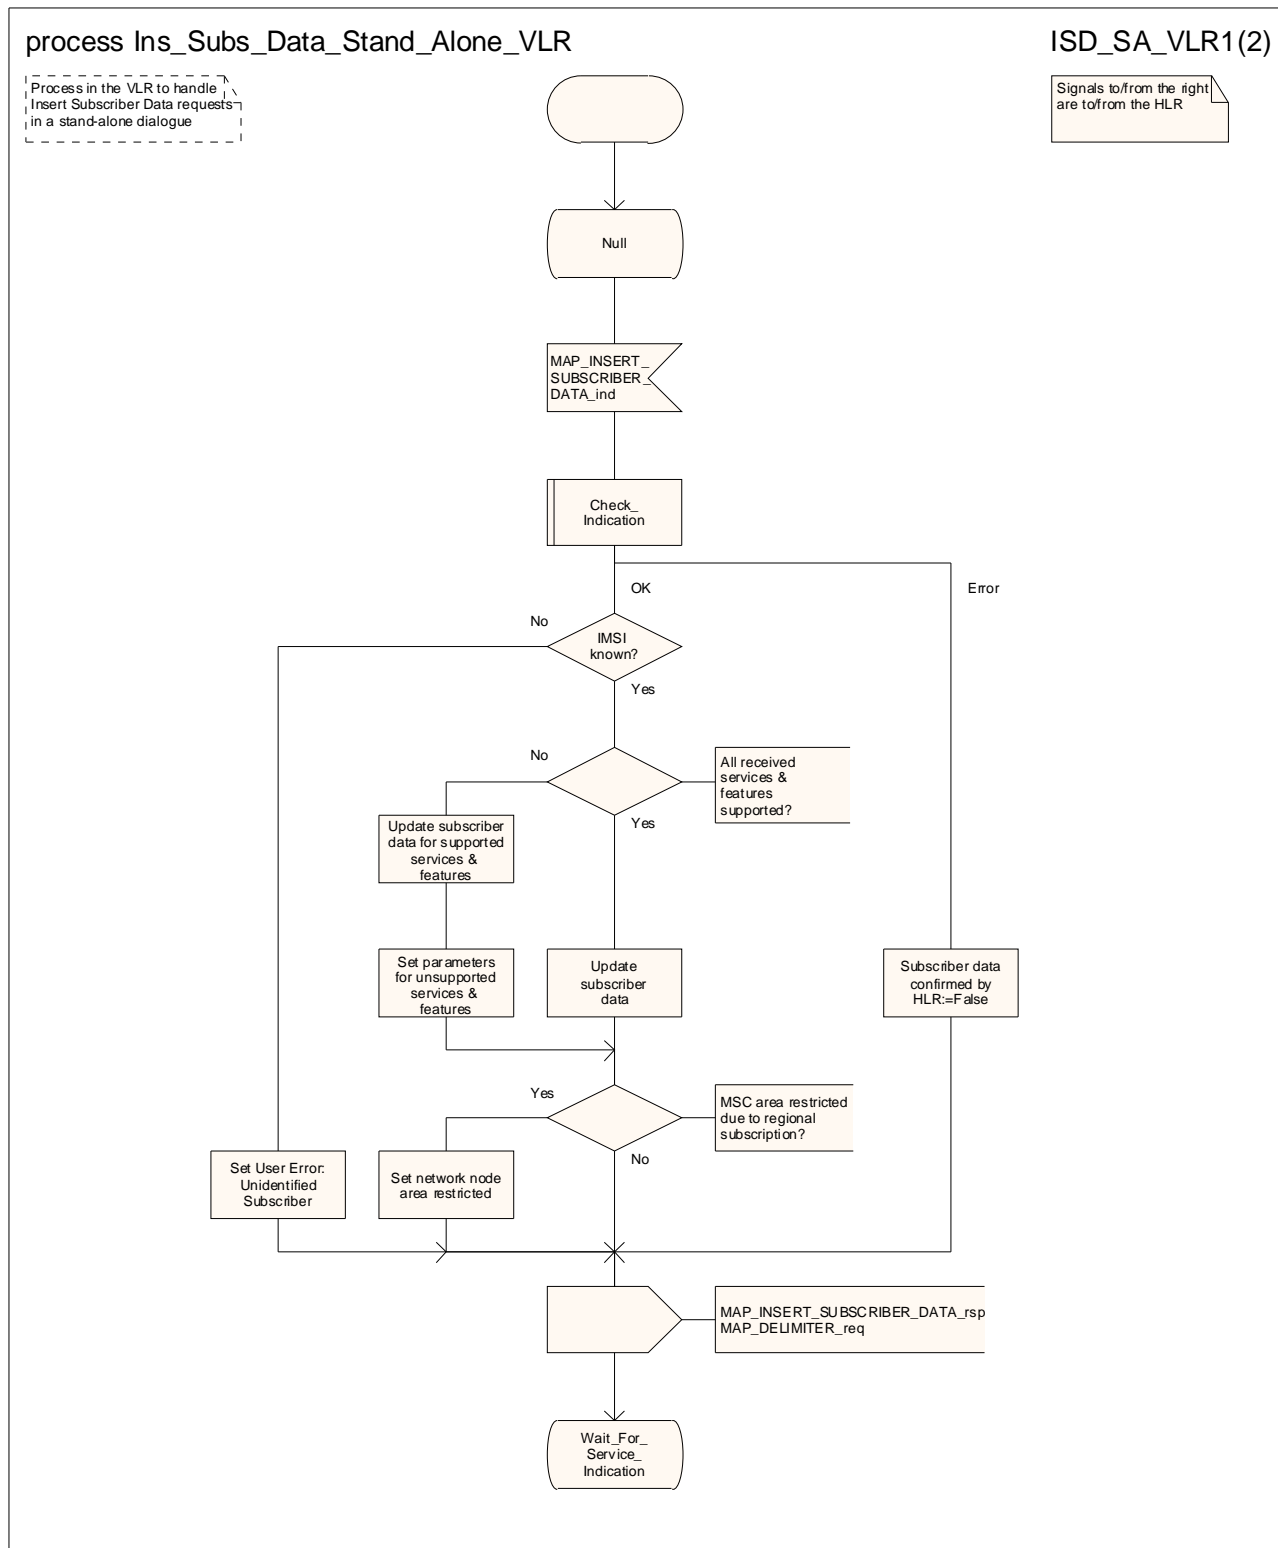 process Ins_Subs_Data_Stand_Alone_VLR
ISD_SA_VLR1(2)
Process in the VLR to handle
Insert Subscriber Data requests
in a stand-alone dialogue
Signals to/from the right
are to/from the HLR
Null
MAP_INSERT_
SUBSCRIBER_
DATA_ind
Check_
Indication
OK
Error
No
IMSI
known?
Yes
No
All received
services &
features
supported?
Yes
Update subscriber
data for supported
services &
features
Set parameters
for unsupported
services &
features
Update
subscriber
data
Subscriber data
confirmed by
HLR:=False
Yes
MSC area restricted
due to regional
subscription?
No
Set User Error:
Unidentified
Subscriber
Set network node
area restricted
MAP_INSERT_SUBSCRIBER_DATA_rsp
MAP_DELIMITER_req
Wait_For_
Service_
Indication